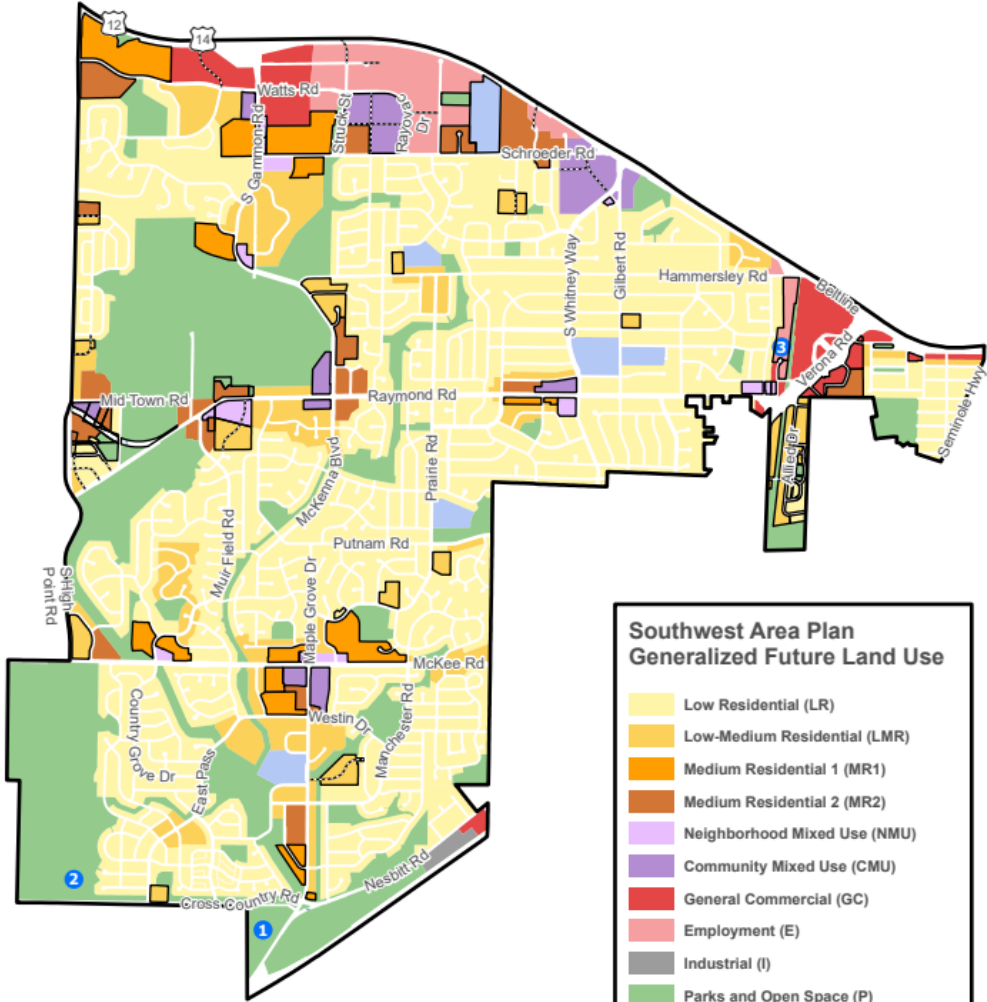 12
14
Watts Rd
S Gammon Rd
Struck St
Rayovac
Dr
Schroeder Rd
S Whitney Way
Gilbert Rd
Hammersley Rd
Beltline
3
Verona Rd
Seminole Hwy
Mid Town Rd
Raymond Rd
Allied Dr
McKenna Blvd
Prairie Rd
Muir Field Rd
Putnam Rd
S High
Point Rd
Maple Grove Dr
McKee Rd
Country Grove Dr
Westin Dr
Manchester Rd
East Pass
Nesbitt Rd
2
Cross Country Rd
1
Southwest Area Plan
Generalized Future Land Use
Low Residential (LR)
Low-Medium Residential (LMR)
Medium Residential 1 (MR1)
Medium Residential 2 (MR2)
Neighborhood Mixed Use (NMU)
Community Mixed Use (CMU)
General Commercial (GC)
Employment (E)
Industrial (I)
Parks and Open Space (P)